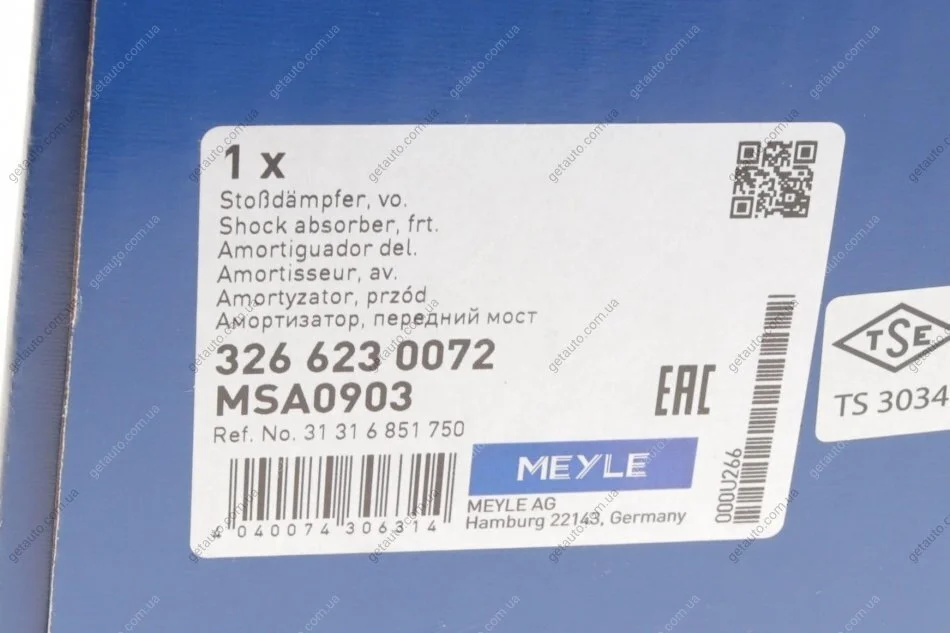 1 x
Stoßdämpfer, vo.
Shock absorber, frt.
Amortiguador del.
Amortisseur, av.
Amortyzator, przód
Амортизатор, передний мост
326 623 0072
MSA0903
Ref. No. 31 31 6 851 750
4 040074 306314
EAC
MEYLE
MEYLE AG
Hamburg 22143, Germany
000U266
TSE
TS 3034
getauto.com.ua